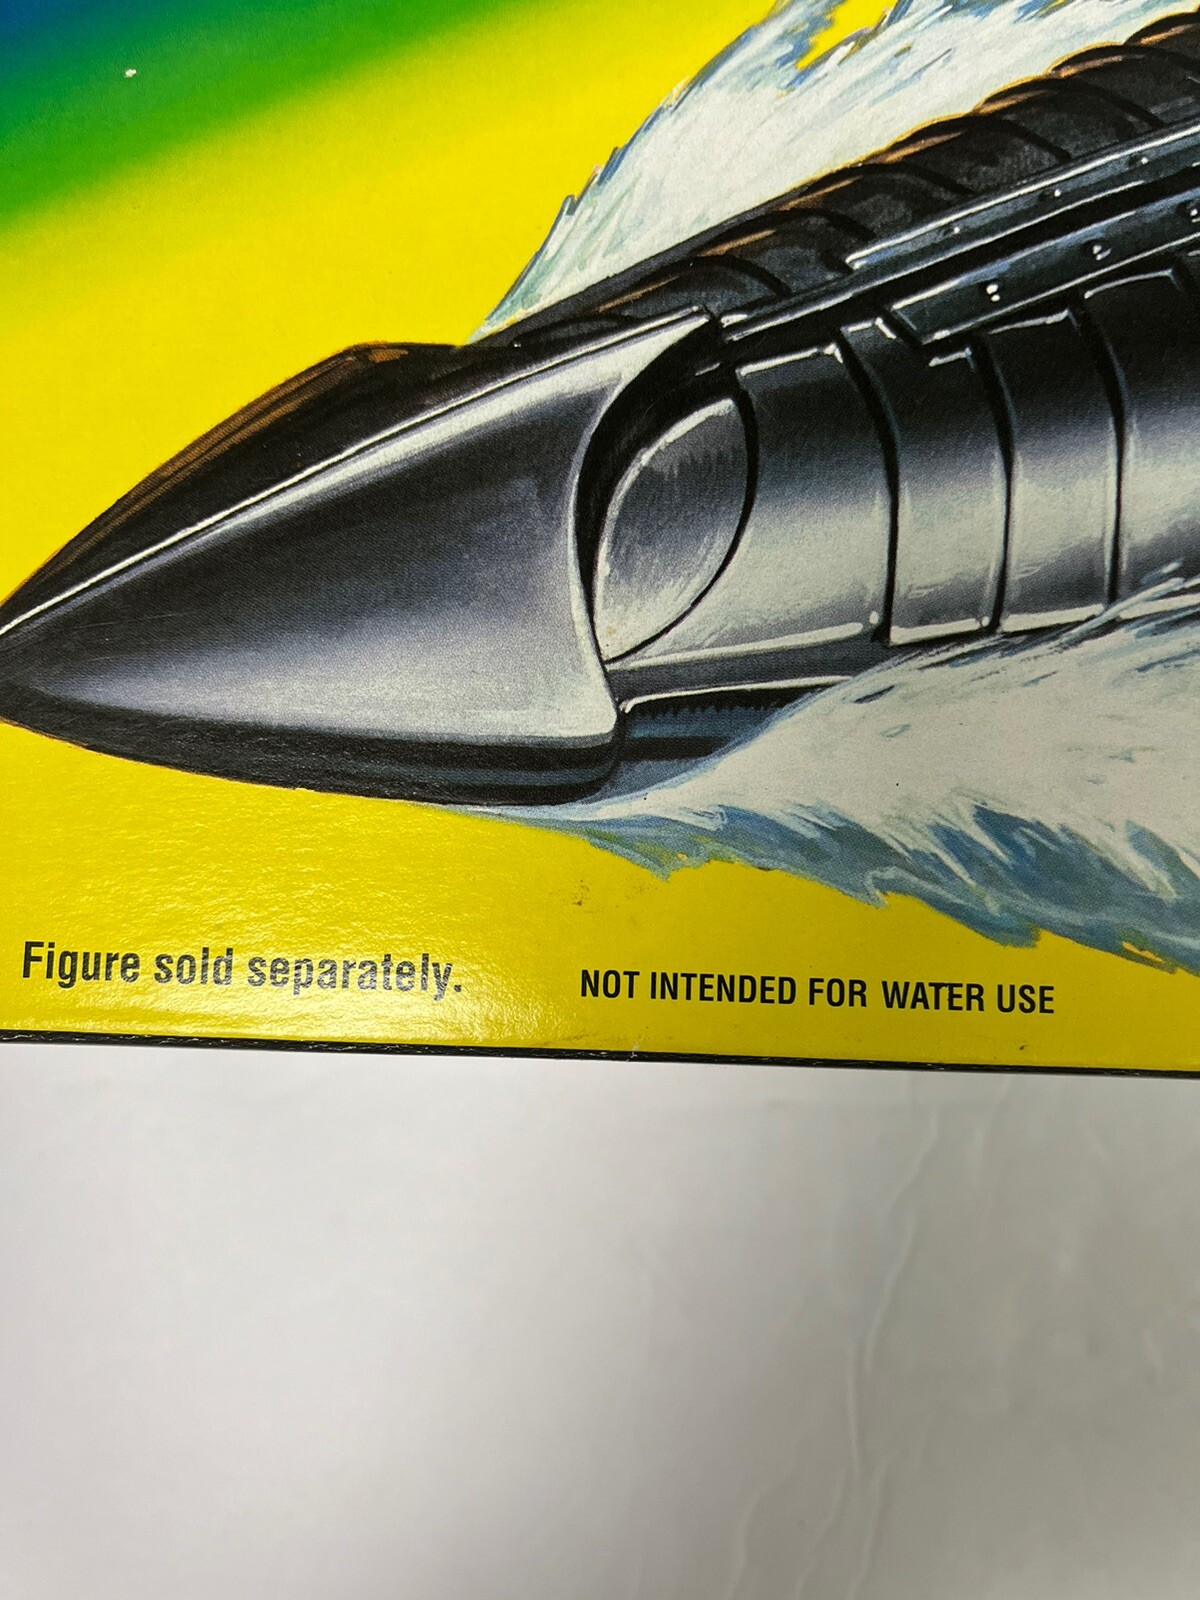 Figure sold separately.
NOT INTENDED FOR WATER USE